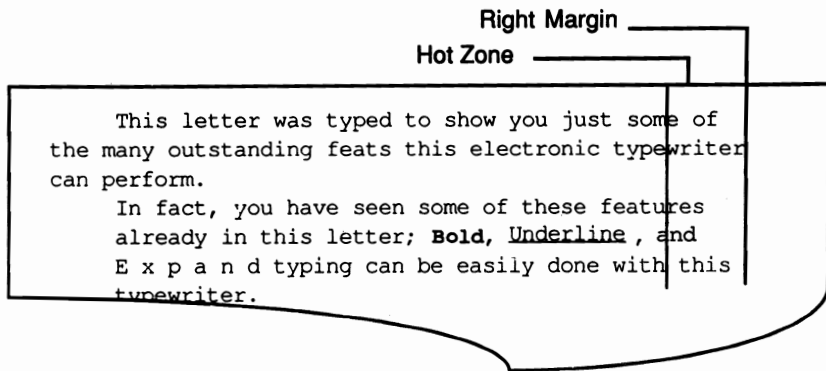 Right Margin
Hot Zone
This letter was typed to show you just some of
the many outstanding feats this electronic typewriter
can perform.
In fact, you have seen some of these features
already in this letter; Bold, Underline , and
E x p a n d typing can be easily done with this
typewriter.